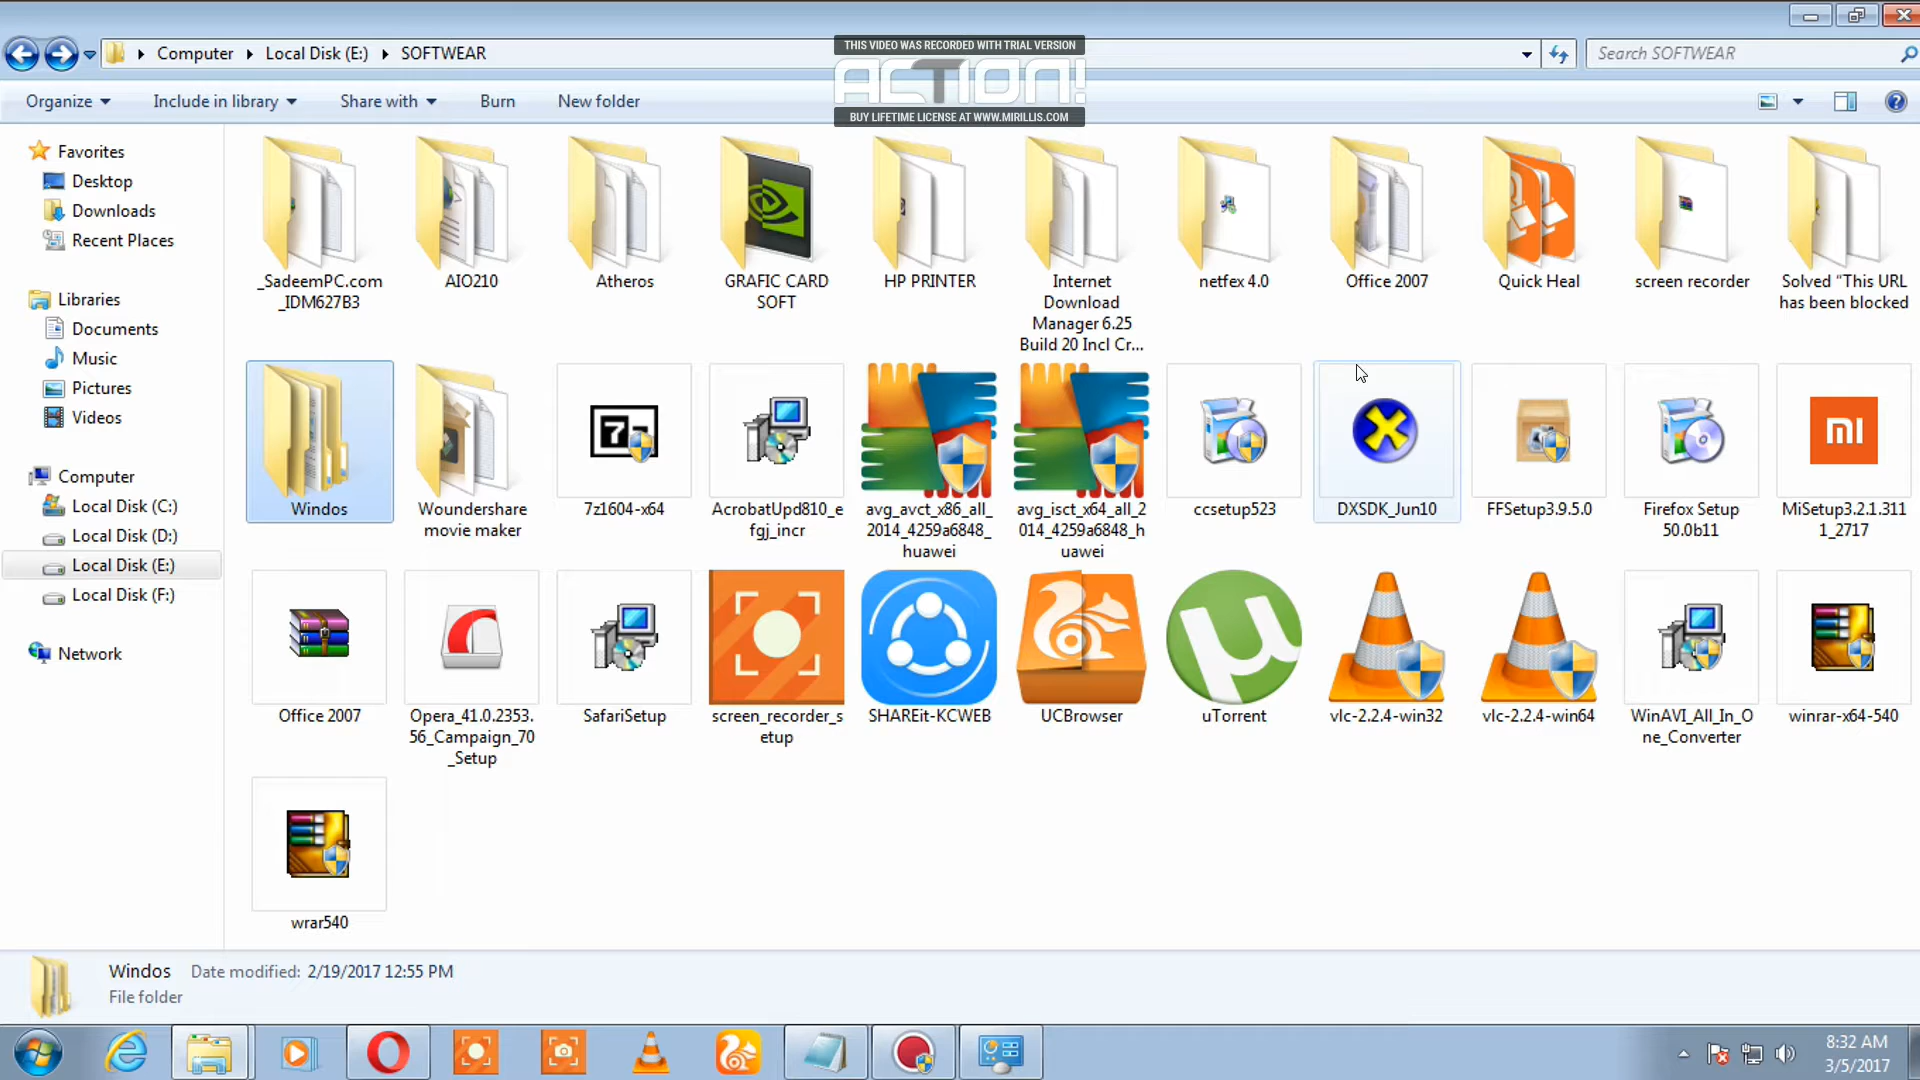 THIS VIDEO WAS RECORDED WITH TRIAL VERSION
ACTION!
BUY LIFETIME LICENSE AT WWW.MIRILLIS.COM
Computer
Local Disk (E:)
SOFTWEAR
Search SOFTWEAR
Organize
Include in library
Share with
Burn
New folder
Favorites
Desktop
Downloads
Recent Places
Libraries
Documents
Music
Pictures
Videos
Computer
Local Disk (C:)
Local Disk (D:)
Local Disk (E:)
Local Disk (F:)
Network
_SadeemPC.com
_IDM627B3
AIO210
Atheros
GRAFIC CARD
SOFT
HP PRINTER
Internet
Download
Manager 6.25
Build 20 Incl Cr...
netfex 4.0
Office 2007
Quick Heal
screen recorder
Solved "This URL
has been blocked
Windos
Woundershare
movie maker
7z1604-x64
AcrobatUpd810_e
fgj_incr
avg_avct_x86_all_
2014_4259a6848_
huawei
avg_isct_x64_all_2
014_4259a6848_h
uawei
ccsetup523
DXSDK_Jun10
FFSetup3.9.5.0
Firefox Setup
50.0b11
MiSetup3.2.1.311
1_2717
Office 2007
Opera_41.0.2353.
56_Campaign_70
_Setup
SafariSetup
screen_recorder_s
etup
SHAREit-KCWEB
UCBrowser
uTorrent
vlc-2.2.4-win32
vlc-2.2.4-win64
WinAVI_All_In_O
ne_Converter
winrar-x64-540
wrar540
Windos
Date modified: 2/19/2017 12:55 PM
File folder
8:32 AM
3/5/2017